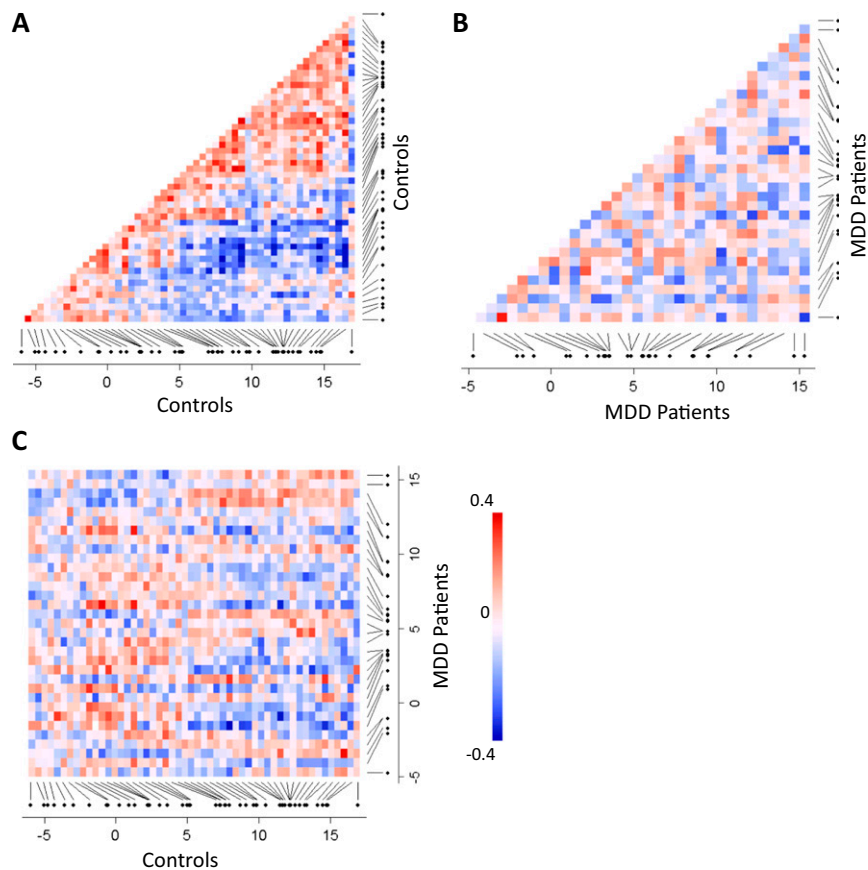 A
B
Controls
MDD Patients
-5 0 5 10 15
-5 0 5 10 15
Controls
MDD Patients
C
15
10
5
0
-5
MDD Patients
0.4
0
-0.4
-5 0 5 10 15
Controls